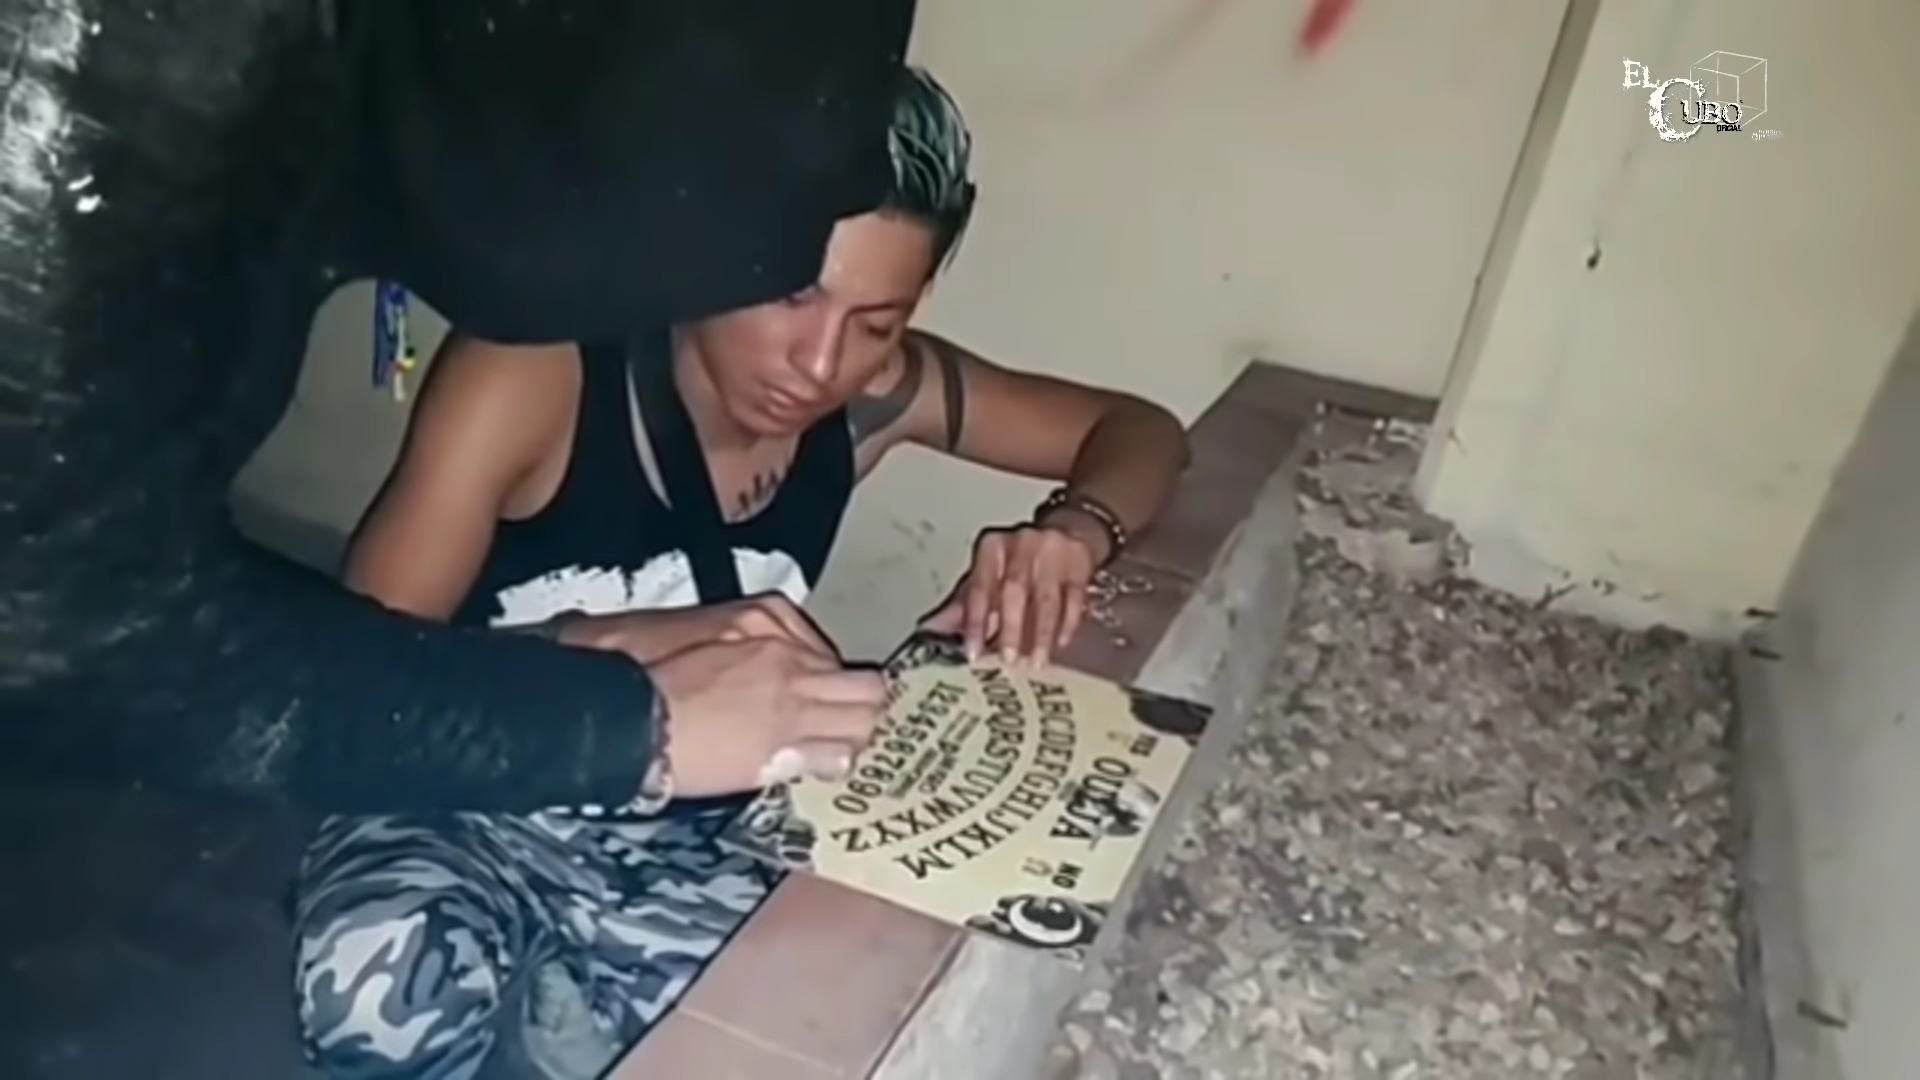 EL CUBO
OFICIAL
YES OUIJA NO
ABCDEFGHIJKLM
NOPQRSTUVWXYZ
1234567890